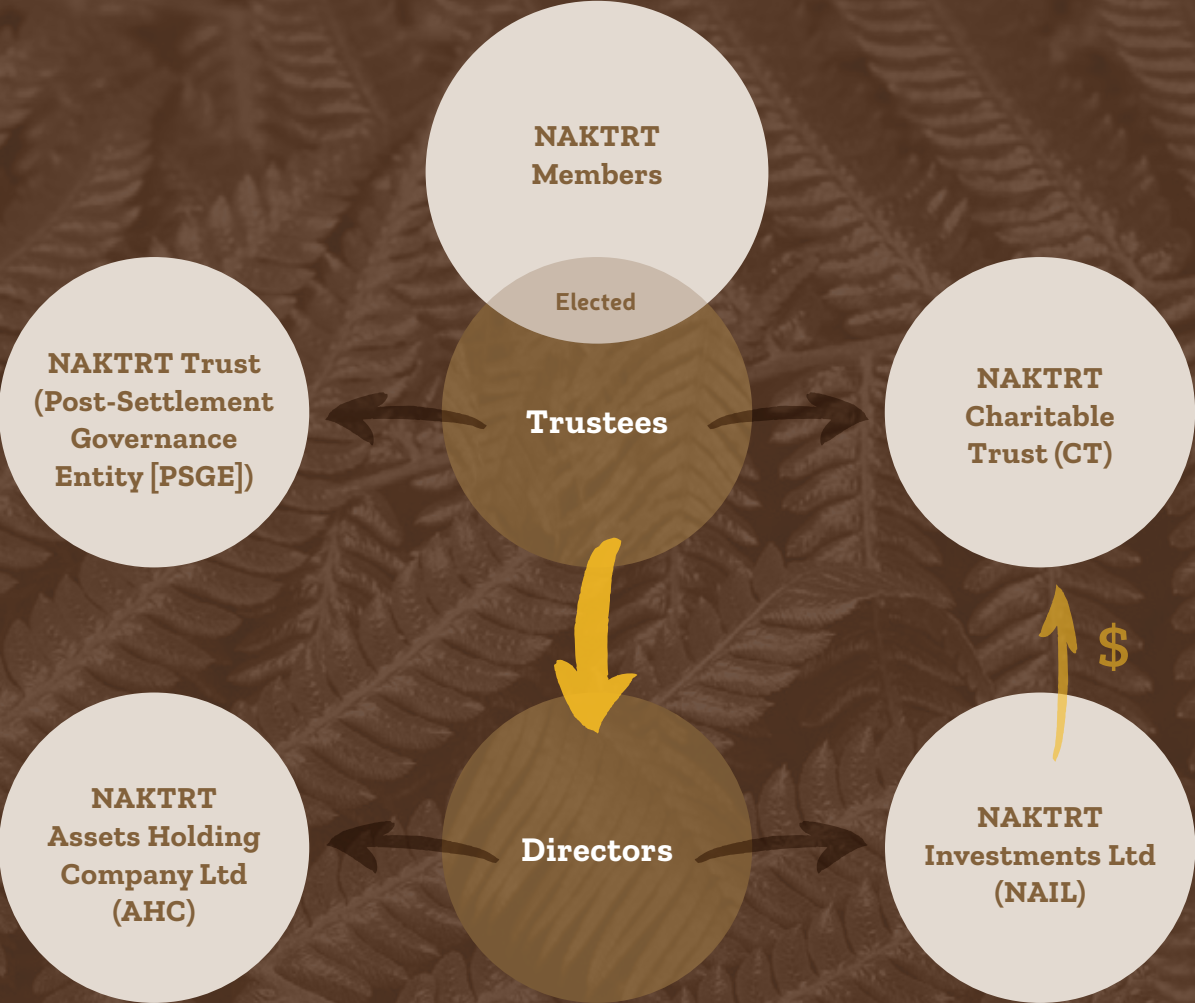 NAKTRT
Members
Elected
NAKTRT Trust
(Post-Settlement
Governance
Entity [PSGE])
Trustees
NAKTRT
Charitable
Trust (CT)
$
NAKTRT
Assets Holding
Company Ltd
(AHC)
Directors
NAKTRT
Investments Ltd
(NAIL)